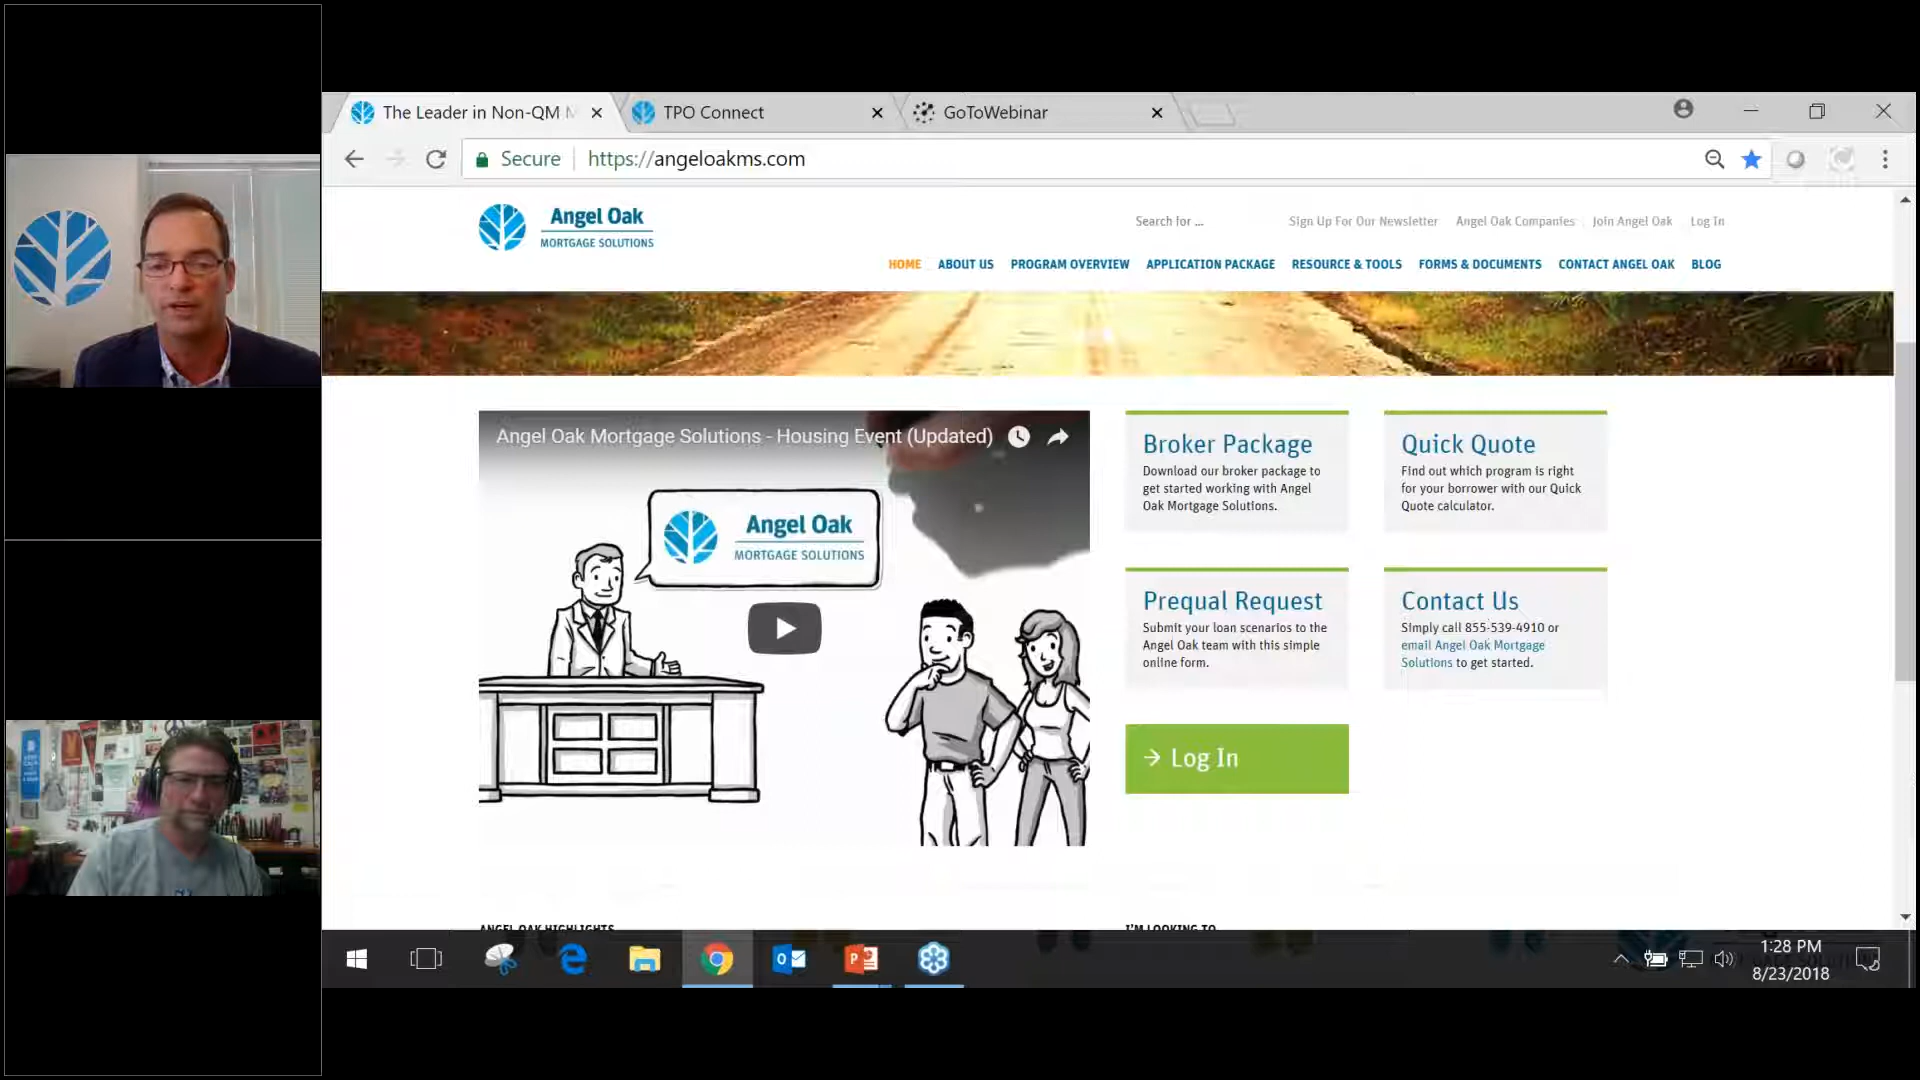 The Leader in Non-QM M
TPO Connect
GoToWebinar
Secure
https://angeloakms.com
Angel Oak
MORTGAGE SOLUTIONS
Search for ...
Sign Up For Our Newsletter
Angel Oak Companies
Join Angel Oak
Log In
HOME
ABOUT US
PROGRAM OVERVIEW
APPLICATION PACKAGE
RESOURCE & TOOLS
FORMS & DOCUMENTS
CONTACT ANGEL OAK
BLOG
Angel Oak Mortgage Solutions - Housing Event (Updated)
Angel Oak
MORTGAGE SOLUTIONS
Broker Package
Download our broker package to
get started working with Angel
Oak Mortgage Solutions.
Quick Quote
Find out which program is right
for your borrower with our Quick
Quote calculator.
Prequal Request
Submit your loan scenarios to the
Angel Oak team with this simple
online form.
Contact Us
Simply call 855-539-4910 or
email Angel Oak Mortgage
Solutions to get started.
Log In
ANGEL OAK HIGHLIGHTS
I'M LOOKING TO
1:28 PM
8/23/2018